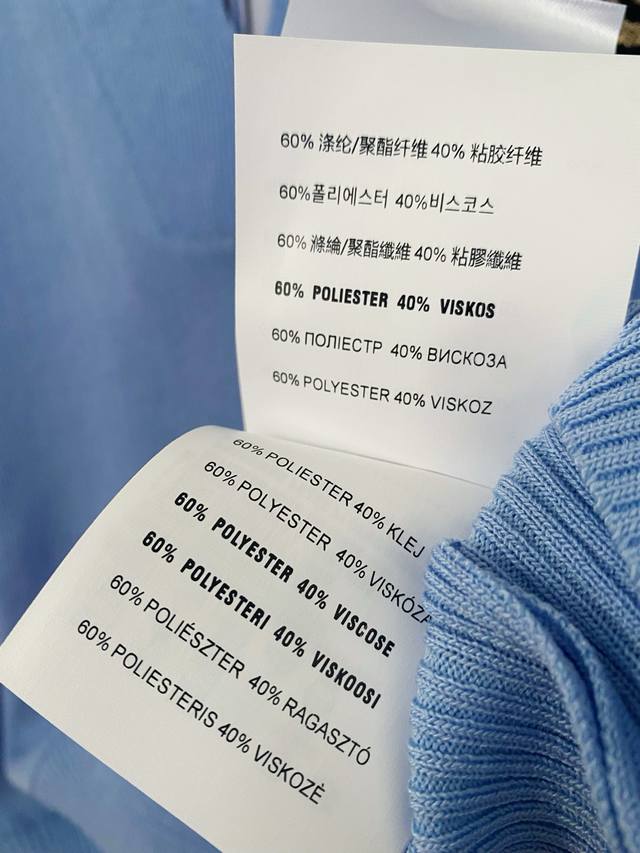 60% 涤纶/聚酯纤维 40% 粘胶纤维
60%폴리에스터 40%비스코스
60% 滌綸/聚酯纖維 40% 粘膠纖維
60% POLIESTER 40% VISKOS
60% ПОЛІЕСТР 40% ВИСКОЗА
60% POLYESTER 40% VISKOZ
60% POLIESTER 40% KLEJ
60% POLYESTER 40% VISKÓZA
60% POLYESTER 40% VISCOSE
60% POLYESTERI 40% VISKOOSI
60% POLIÉSZTER 40% RAGASZTÓ
60% POLIESTERIS 40% VISKOZĖ